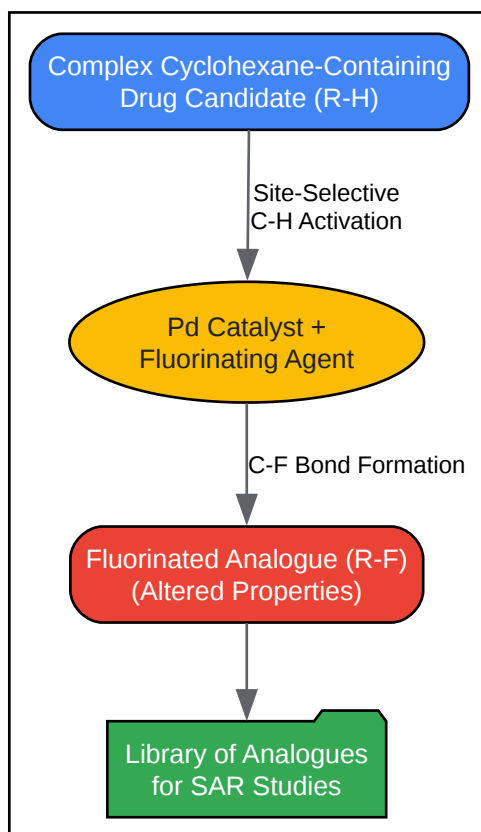 Complex Cyclohexane-Containing
Drug Candidate (R-H)
Site-Selective
C-H Activation
Pd Catalyst +
Fluorinating Agent
C-F Bond Formation
Fluorinated Analogue (R-F)
(Altered Properties)
Library of Analogues
for SAR Studies